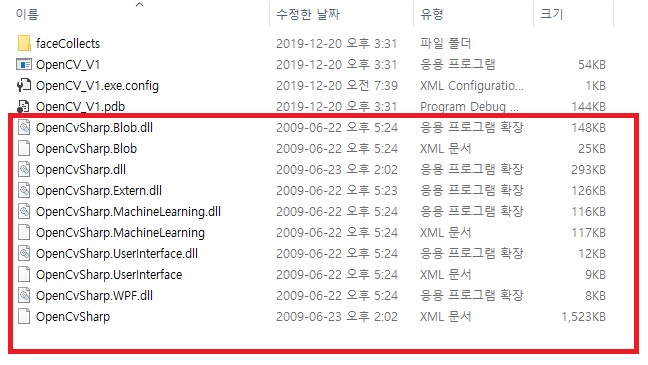 이름 수정한 날짜 유형 크기
faceCollects 2019-12-20 오후 3:31 파일 폴더
OpenCV_V1 2019-12-20 오후 3:31 응용 프로그램 54KB
OpenCV_V1.exe.config 2019-12-20 오전 7:39 XML Configuratio... 1KB
OpenCV_V1.pdb 2019-12-20 오후 3:31 Program Debug ... 144KB
OpenCvSharp.Blob.dll 2009-06-22 오후 5:24 응용 프로그램 확장 148KB
OpenCvSharp.Blob 2009-06-22 오후 5:24 XML 문서 25KB
OpenCvSharp.dll 2009-06-23 오후 2:02 응용 프로그램 확장 293KB
OpenCvSharp.Extern.dll 2009-06-22 오후 5:23 응용 프로그램 확장 126KB
OpenCvSharp.MachineLearning.dll 2009-06-22 오후 5:24 응용 프로그램 확장 116KB
OpenCvSharp.MachineLearning 2009-06-22 오후 5:24 XML 문서 117KB
OpenCvSharp.UserInterface.dll 2009-06-22 오후 5:24 응용 프로그램 확장 12KB
OpenCvSharp.UserInterface 2009-06-22 오후 5:24 XML 문서 9KB
OpenCvSharp.WPF.dll 2009-06-22 오후 5:24 응용 프로그램 확장 8KB
OpenCvSharp 2009-06-23 오후 2:02 XML 문서 1,523KB